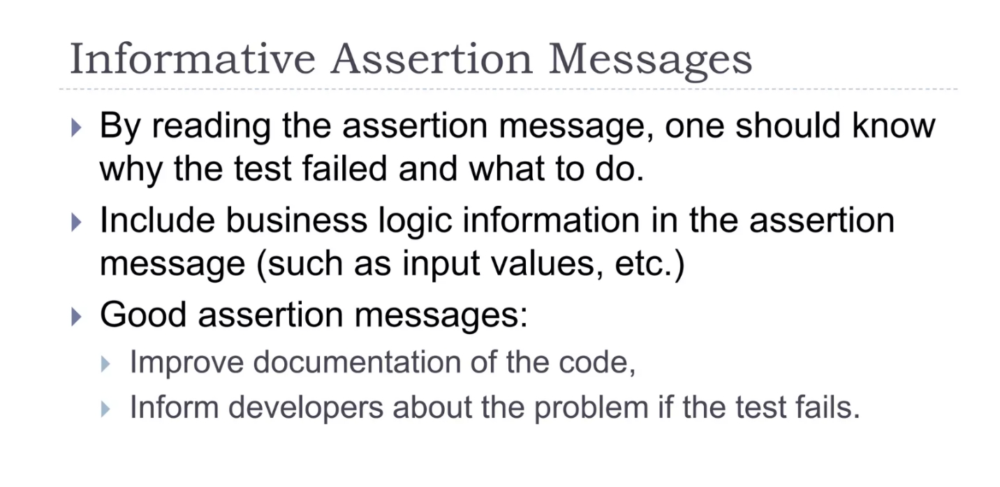 Informative Assertion Messages
By reading the assertion message, one should know
why the test failed and what to do.
Include business logic information in the assertion
message (such as input values, etc.)
Good assertion messages:
Improve documentation of the code,
Inform developers about the problem if the test fails.